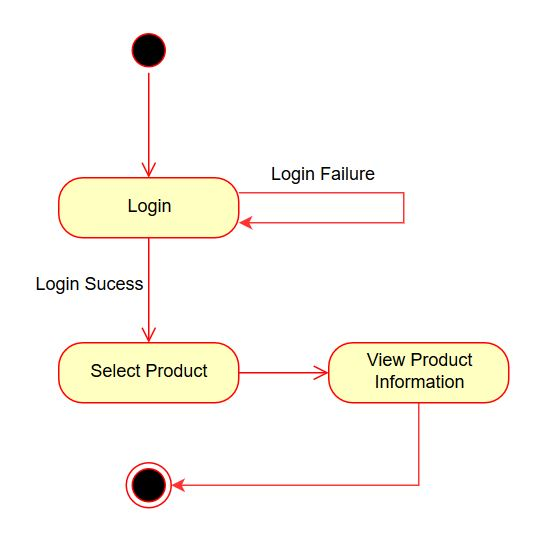 Login Failure
Login
Login Sucess
Select Product
View Product
Information